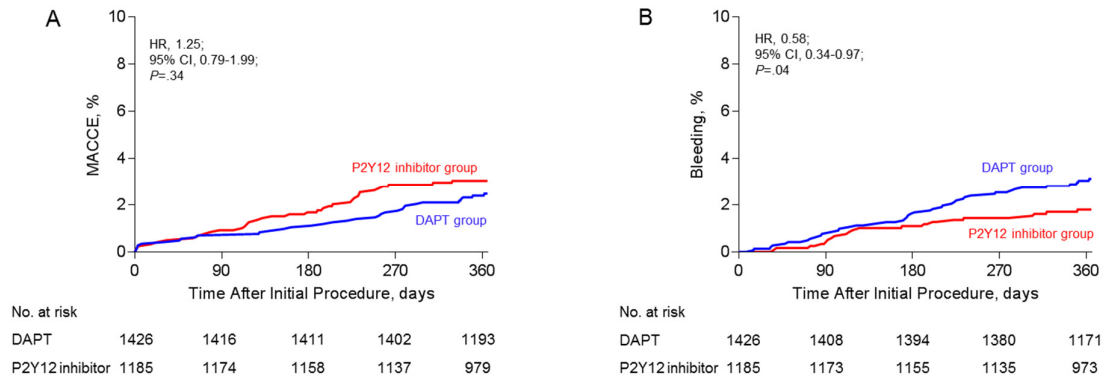 A
10
8
6
4
2
0
MACCE, %
HR, 1.25;
95% CI, 0.79-1.99;
P=.34
P2Y12 inhibitor group
DAPT group
0 90 180 270 360
Time After Initial Procedure, days
No. at risk
DAPT 1426 1416 1411 1402 1193
P2Y12 inhibitor 1185 1174 1158 1137 979
B
10
8
6
4
2
0
Bleeding, %
HR, 0.58;
95% CI, 0.34-0.97;
P=.04
DAPT group
P2Y12 inhibitor group
0 90 180 270 360
Time After Initial Procedure, days
No. at risk
DAPT 1426 1408 1394 1380 1171
P2Y12 inhibitor 1185 1173 1155 1135 973